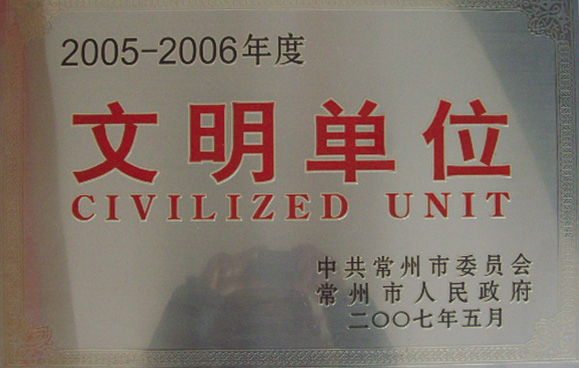 2005-2006年度
文明单位
CIVILIZED UNIT
中共常州市委员会
常州市人民政府
二〇〇七年五月